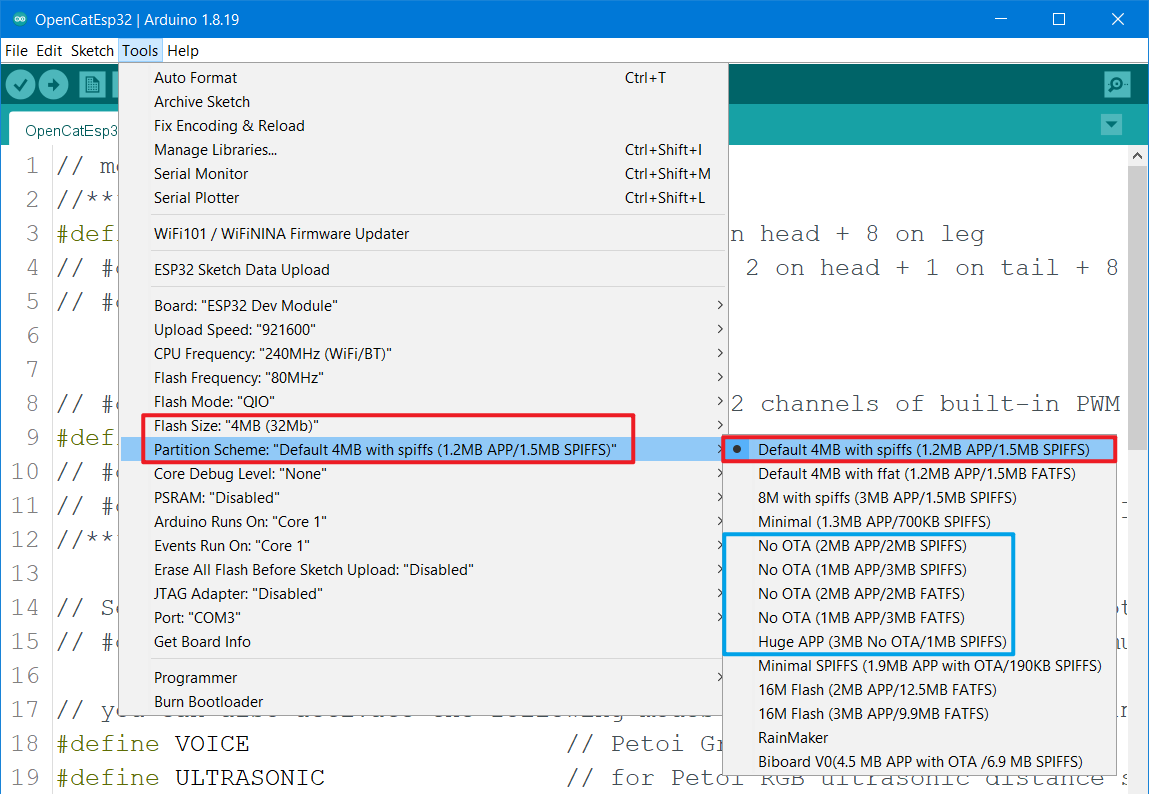 OpenCatEsp32 | Arduino 1.8.19
File Edit Sketch Tools Help
Auto Format Ctrl+T
Archive Sketch
Fix Encoding & Reload
Manage Libraries... Ctrl+Shift+I
Serial Monitor Ctrl+Shift+M
Serial Plotter Ctrl+Shift+L
WiFi101 / WiFiNINA Firmware Updater
ESP32 Sketch Data Upload
Board: "ESP32 Dev Module"
Upload Speed: "921600"
CPU Frequency: "240MHz (WiFi/BT)"
Flash Frequency: "80MHz"
Flash Mode: "QIO"
Flash Size: "4MB (32Mb)"
Partition Scheme: "Default 4MB with spiffs (1.2MB APP/1.5MB SPIFFS)"
Core Debug Level: "None"
PSRAM: "Disabled"
Arduino Runs On: "Core 1"
Events Run On: "Core 1"
Erase All Flash Before Sketch Upload: "Disabled"
JTAG Adapter: "Disabled"
Port: "COM3"
Get Board Info
Programmer
Burn Bootloader
Default 4MB with spiffs (1.2MB APP/1.5MB SPIFFS)
Default 4MB with ffat (1.2MB APP/1.5MB FATFS)
8M with spiffs (3MB APP/1.5MB SPIFFS)
Minimal (1.3MB APP/700KB SPIFFS)
No OTA (2MB APP/2MB SPIFFS)
No OTA (1MB APP/3MB SPIFFS)
No OTA (2MB APP/2MB FATFS)
No OTA (1MB APP/3MB FATFS)
Huge APP (3MB No OTA/1MB SPIFFS)
Minimal SPIFFS (1.9MB APP with OTA/190KB SPIFFS)
16M Flash (2MB APP/12.5MB FATFS)
16M Flash (3MB APP/9.9MB FATFS)
RainMaker
Biboard V0(4.5 MB APP with OTA /6.9 MB SPIFFS)
OpenCatEsp3
1 //
2 //**
3 #def n head + 8 on leg
4 // # 2 on head + 1 on tail + 8
5 // #
6
7
8 // # 2 channels of built-in PWM
9 #def
10 // #
11 // #
12 //**
13
14 // S
15 // #
16
17 //
18 #define VOICE // Petoi
19 #define ULTRASONIC // for Petoi RGB ultrasonic distance s